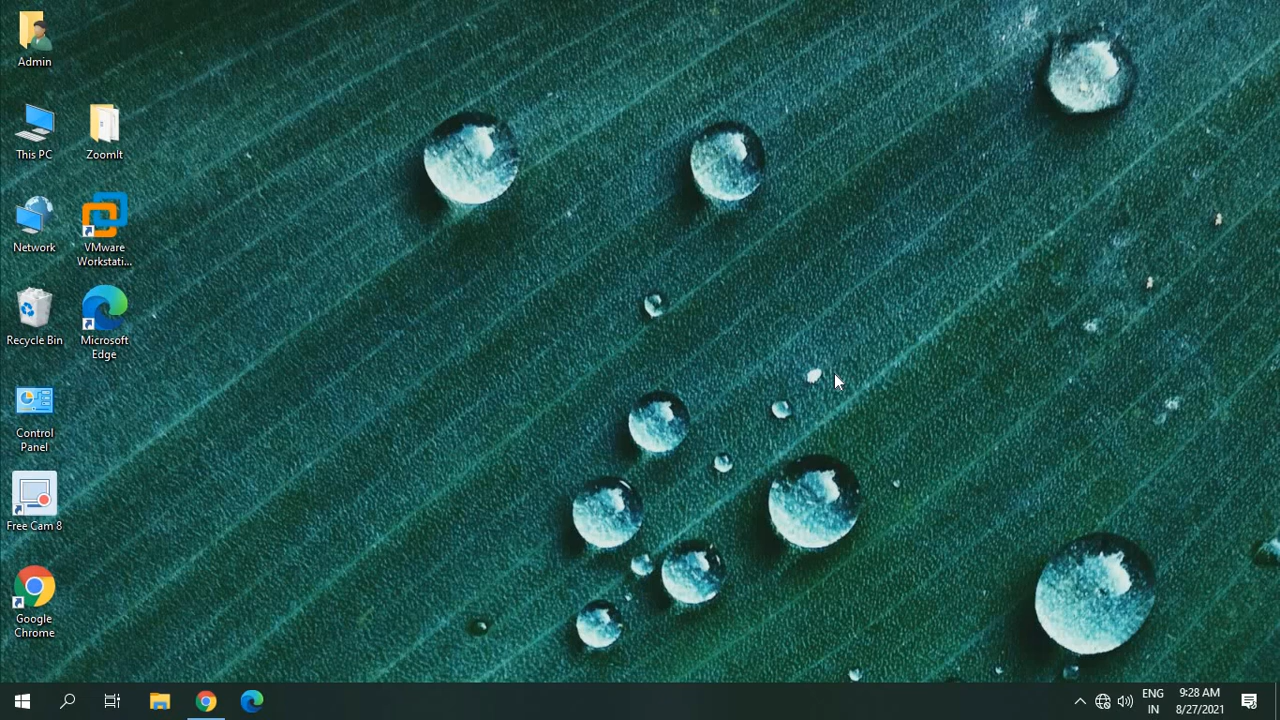 Admin
This PC
ZoomIt
Network
VMware
Workstati...
Recycle Bin
Microsoft
Edge
Control
Panel
Free Cam 8
Google
Chrome
ENG
IN
9:28 AM
8/27/2021